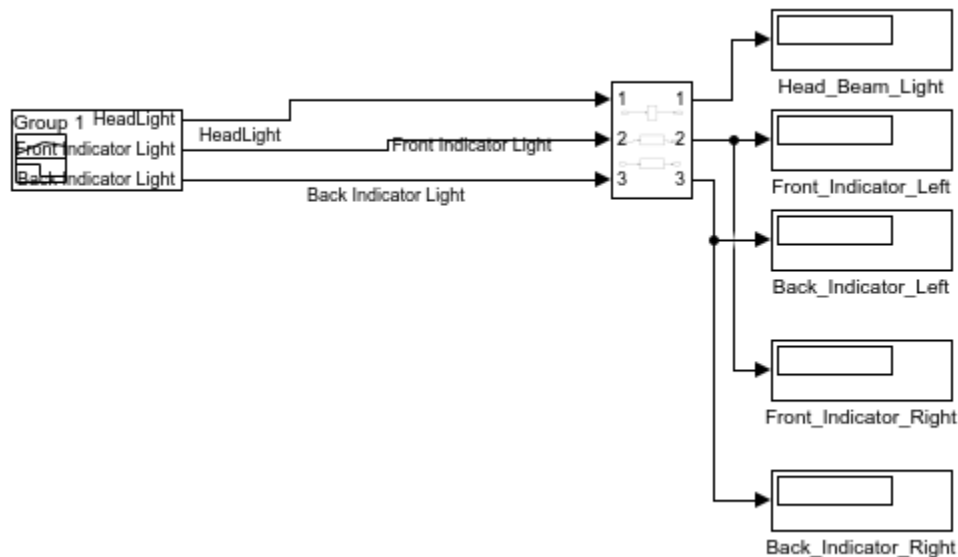 Group 1
HeadLight
Front Indicator Light
Back Indicator Light
HeadLight
Front Indicator Light
Back Indicator Light
1 1
2 2
3 3
Head_Beam_Light
Front_Indicator_Left
Back_Indicator_Left
Front_Indicator_Right
Back_Indicator_Right